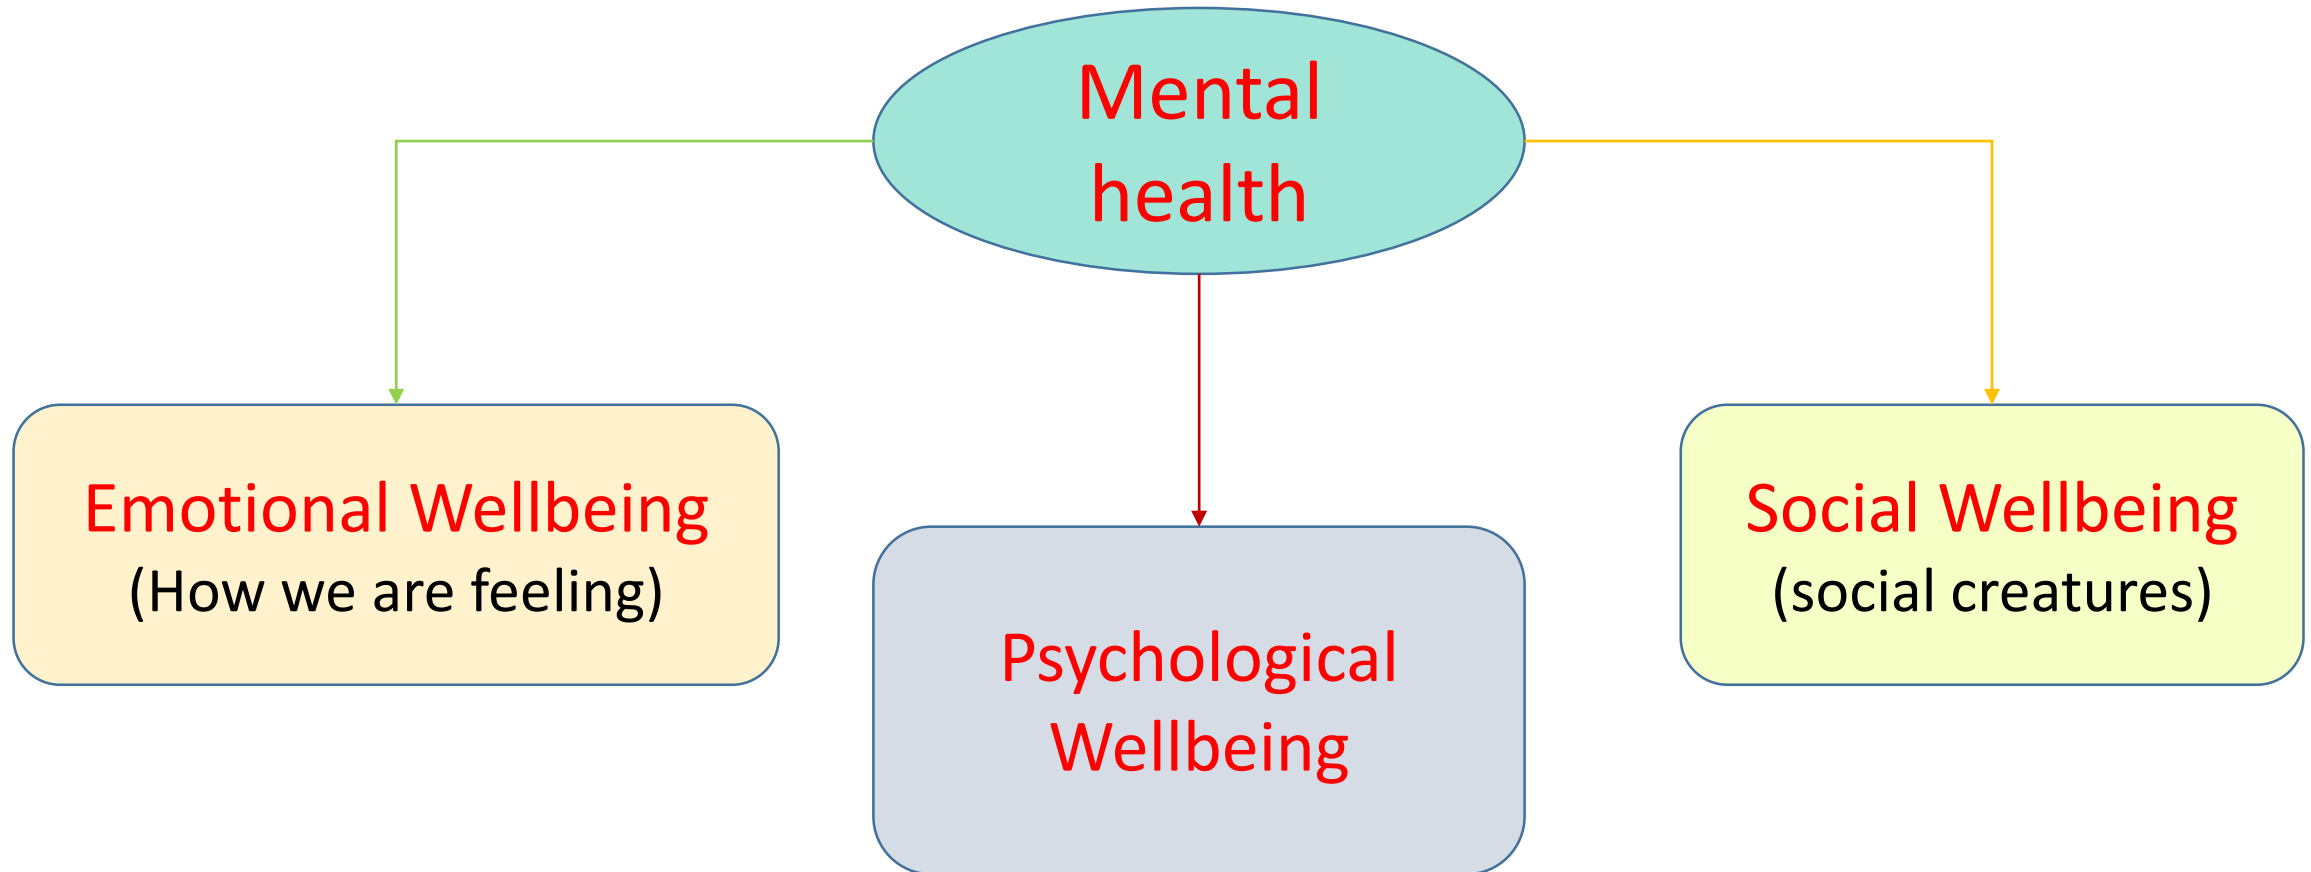 Mental
health
Emotional Wellbeing
(How we are feeling)
Psychological
Wellbeing
Social Wellbeing
(social creatures)